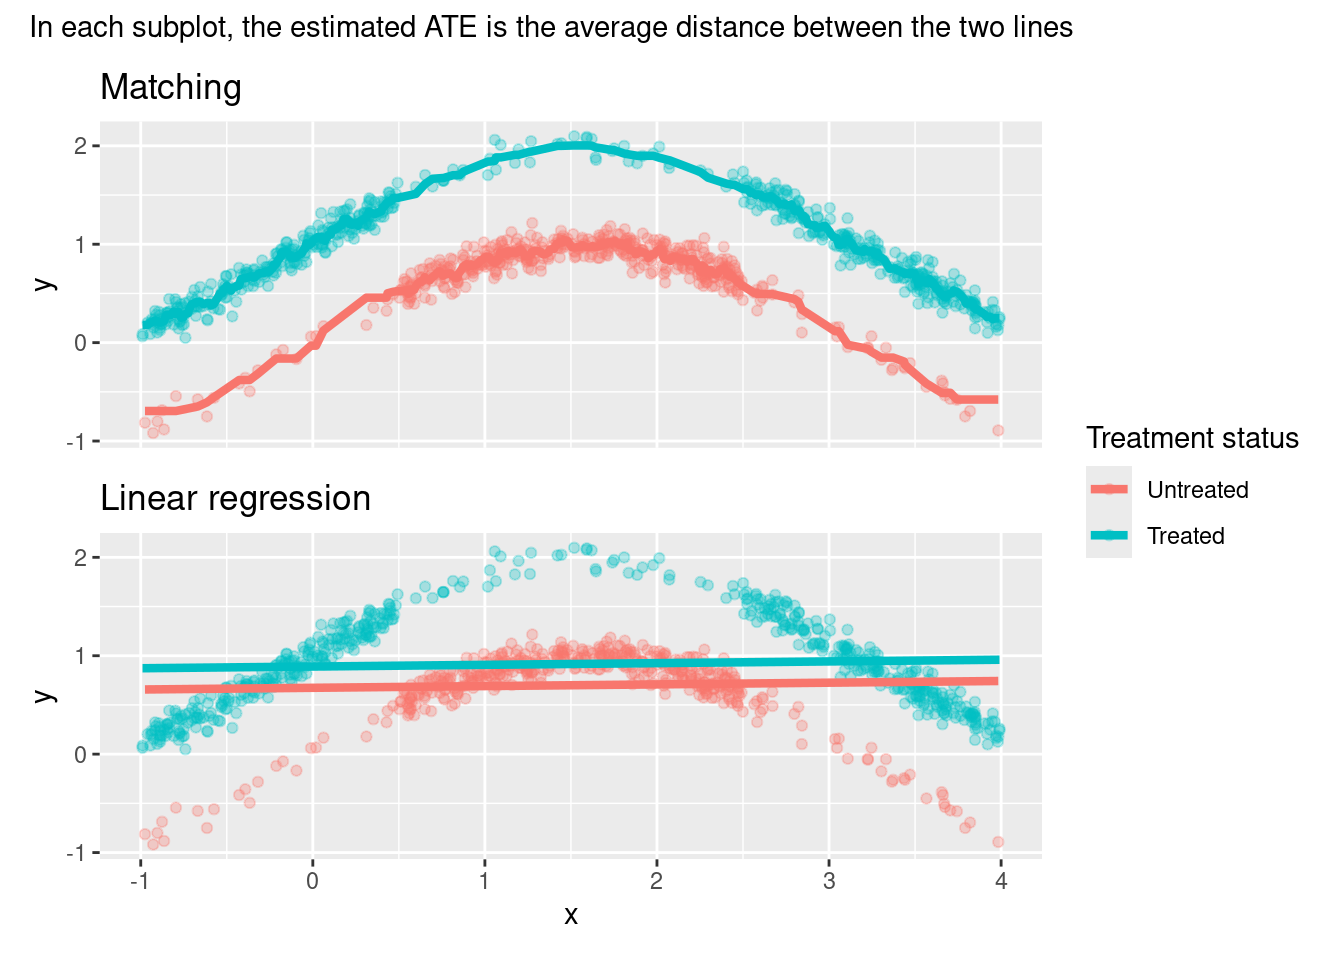 In each subplot, the estimated ATE is the average distance between the two lines
Matching
2
1
0
-1
y
Linear regression
2
1
0
-1
y
-1 0 1 2 3 4
x
Treatment status
Untreated
Treated